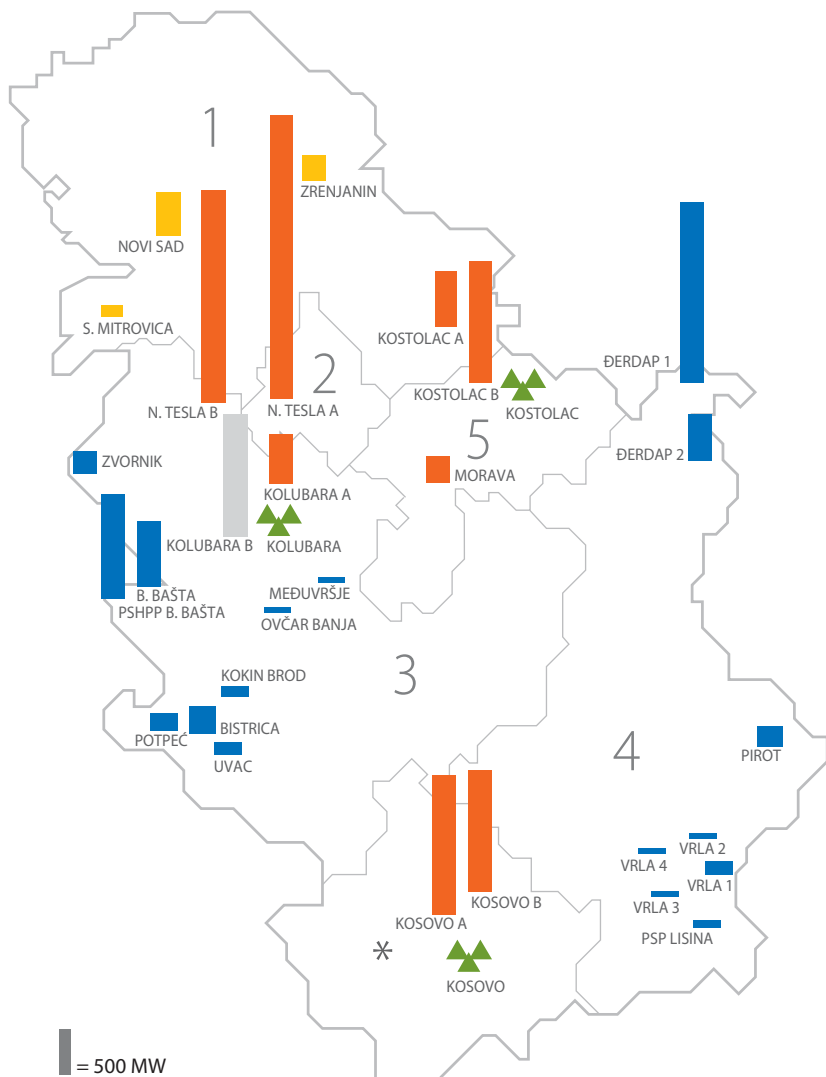 1
ZRENJANIN
NOVI SAD
S. MITROVICA
KOSTOLAC A
ĐERDAP 1
2
KOSTOLAC B
N. TESLA A
N. TESLA B
KOSTOLAC
5
ĐERDAP 2
ZVORNIK
MORAVA
KOLUBARA A
KOLUBARA B
KOLUBARA
B. BAŠTA
MEĐUVRŠJE
PSHPP B. BAŠTA
OVČAR BANJA
3
KOKIN BROD
BISTRICA
POTPEĆ
UVAC
4
PIROT
VRLA 2
VRLA 4
VRLA 1
KOSOVO B
VRLA 3
KOSOVO A
PSP LISINA
*
KOSOVO
= 500 MW